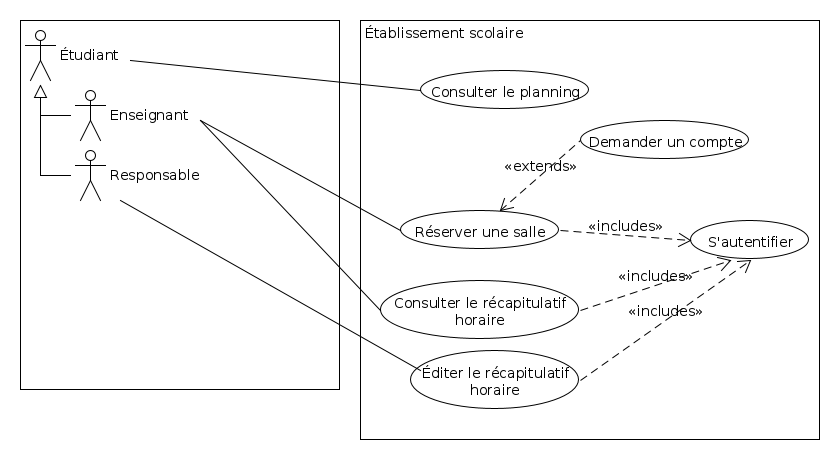 Établissement scolaire
Étudiant
Consulter le planning
Enseignant
Demander un compte
«extends»
Responsable
Réserver une salle
«includes»
S'autentifier
«includes»
Consulter le récapitulatif
horaire
«includes»
Éditer le récapitulatif
horaire